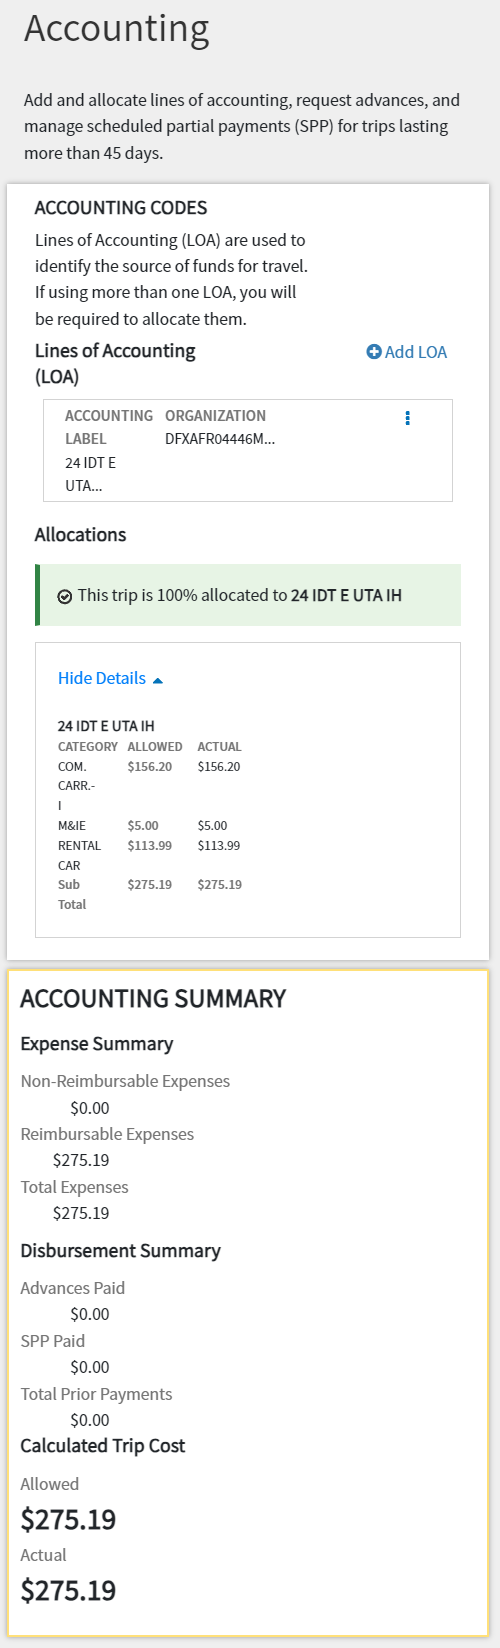 Accounting
Add and allocate lines of accounting, request advances, and
manage scheduled partial payments (SPP) for trips lasting
more than 45 days.
ACCOUNTING CODES
Lines of Accounting (LOA) are used to
identify the source of funds for travel.
If using more than one LOA, you will
be required to allocate them.
Lines of Accounting
(LOA)
Add LOA
ACCOUNTING ORGANIZATION
LABEL DFXAFR04446M...
24 IDT E
UTA...
Allocations
This trip is 100% allocated to 24 IDT E UTA IH
Hide Details
24 IDT E UTA IH
CATEGORY ALLOWED ACTUAL
COM. $156.20 $156.20
CARR.-
I
M&IE $5.00 $5.00
RENTAL $113.99 $113.99
CAR
Sub $275.19 $275.19
Total
ACCOUNTING SUMMARY
Expense Summary
Non-Reimbursable Expenses
$0.00
Reimbursable Expenses
$275.19
Total Expenses
$275.19
Disbursement Summary
Advances Paid
$0.00
SPP Paid
$0.00
Total Prior Payments
$0.00
Calculated Trip Cost
Allowed
$275.19
Actual
$275.19